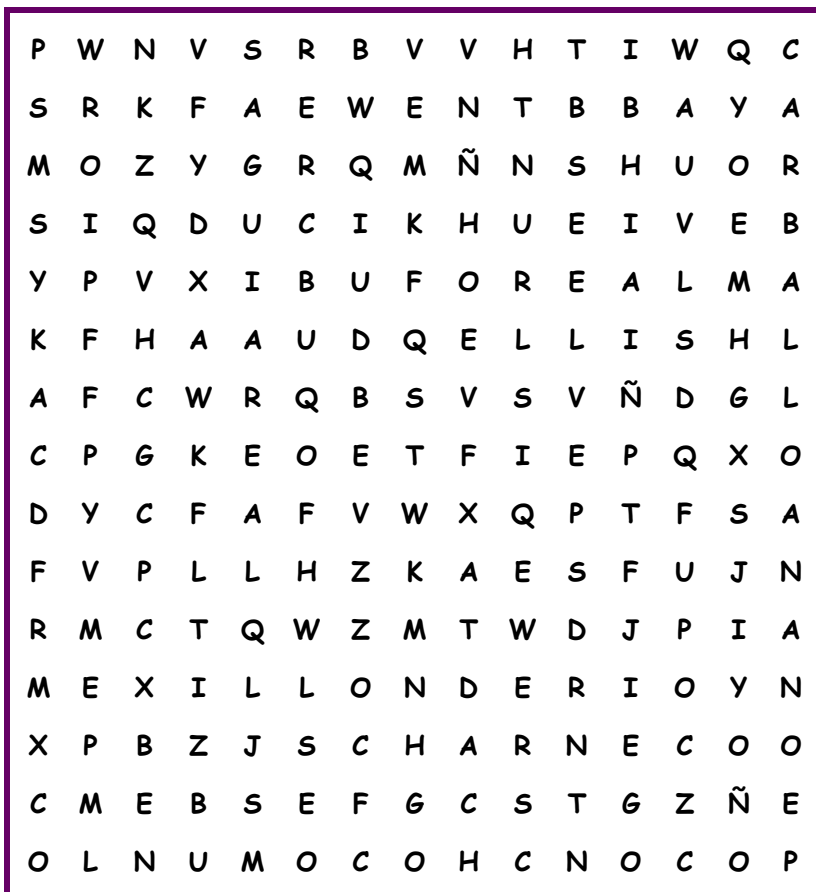 P W N V S R B V V H T I W Q C
S R K F A E W E N T B B A Y A
M O Z Y G R Q M Ñ N S H U O R
S I Q D U C I K H U E I V E B
Y P V X I B U F O R E A L M A
K F H A A U D Q E L L I S H L
A F C W R Q B S V S V Ñ D G L
C P G K E O E T F I E P Q X O
D Y C F A F V W X Q P T F S A
F V P L L H Z K A E S F U J N
R M C T Q W Z M T W D J P I A
M E X I L L O N D E R I O Y N
X P B Z J S C H A R N E C O O
C M E B S E F G C S T G Z Ñ E
O L N U M O C O H C N O C O P